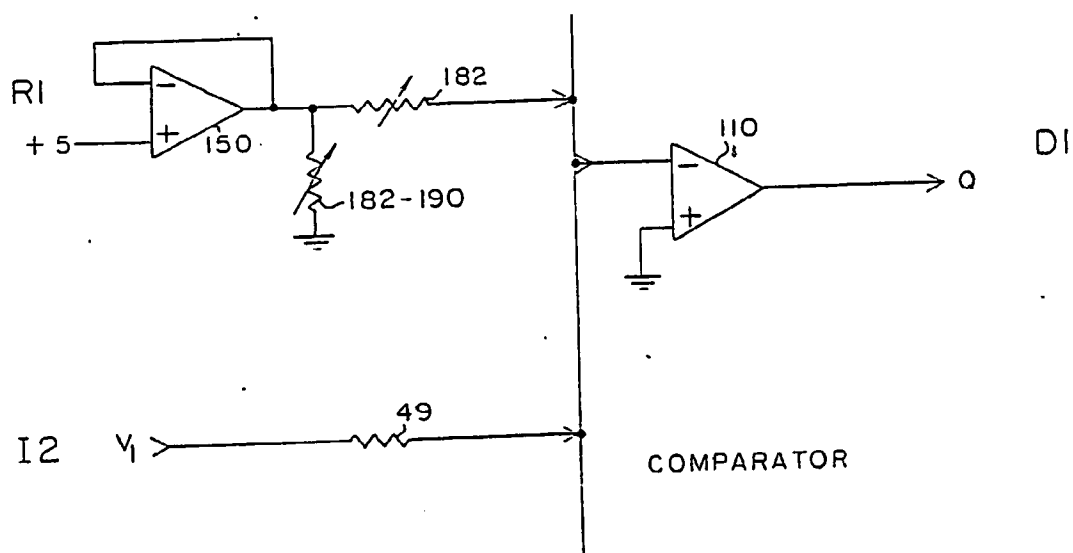 182
R1
-
+ 5
+
150
110
D1
-
Q
+
182-190
49
I2
V1
COMPARATOR